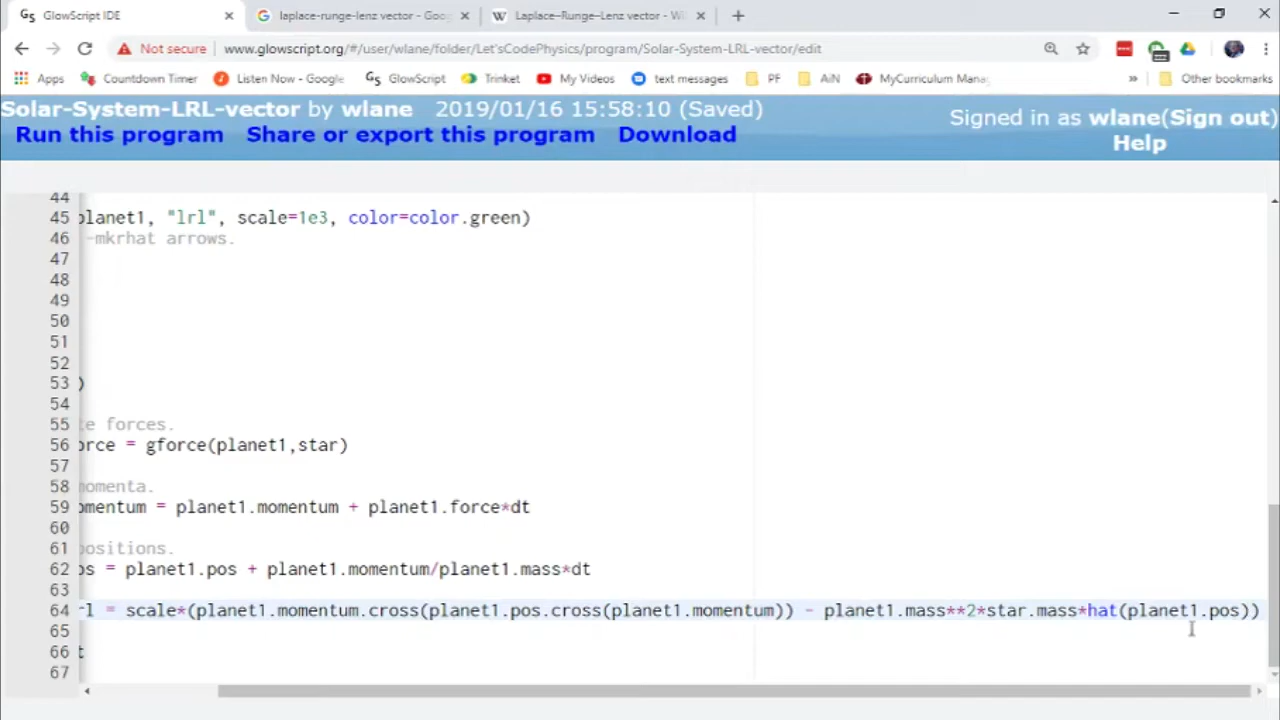 GlowScript IDE
laplace-runge-lenz vector - Goo
Laplace–Runge–Lenz vector - Wi
Not secure
www.glowscript.org/#/user/wlane/folder/Let'sCodePhysics/program/Solar-System-LRL-vector/edit
Apps
Countdown Timer
Listen Now - Google
GlowScript
Trinket
My Videos
text messages
PF
AiN
MyCurriculum Mana
»
Other bookmarks
Solar-System-LRL-vector by wlane 2019/01/16 15:58:10 (Saved)
Signed in as wlane(Sign out)
Run this program Share or export this program Download
Help
44
45 planet1, "lrl", scale=1e3, color=color.green)
46 -mkrhat arrows.
47
48
49
50
51
52
53 )
54
55 te forces.
56 orce = gforce(planet1,star)
57
58 momenta.
59 omentum = planet1.momentum + planet1.force*dt
60
61 positions.
62 os = planet1.pos + planet1.momentum/planet1.mass*dt
63
64 rl = scale*(planet1.momentum.cross(planet1.pos.cross(planet1.momentum)) - planet1.mass**2*star.mass*hat(planet1.pos))
65
66 t
67